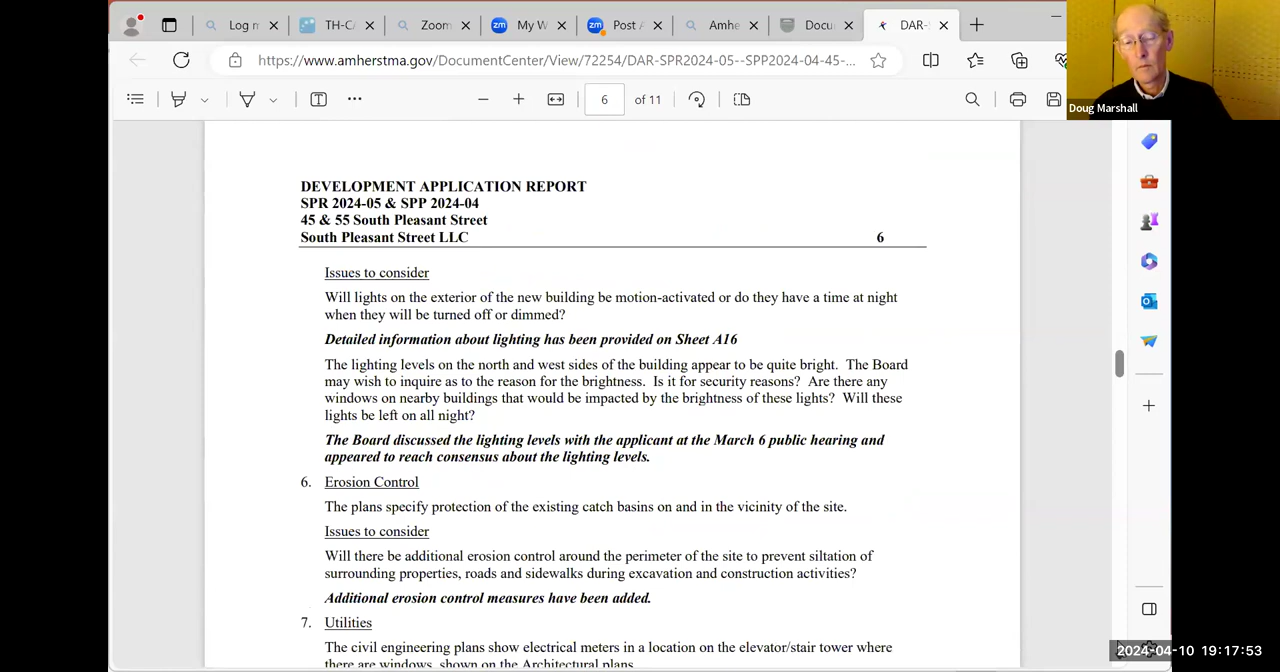 Log n
TH-C
Zoom
My W
Post A
Amhe
Docu
DAR-
https://www.amherstma.gov/DocumentCenter/View/72254/DAR-SPR2024-05--SPP2024-04-45-...
6 of 11
Doug Marshall
DEVELOPMENT APPLICATION REPORT
SPR 2024-05 & SPP 2024-04
45 & 55 South Pleasant Street
South Pleasant Street LLC 6
Issues to consider
Will lights on the exterior of the new building be motion-activated or do they have a time at night
when they will be turned off or dimmed?
Detailed information about lighting has been provided on Sheet A16
The lighting levels on the north and west sides of the building appear to be quite bright. The Board
may wish to inquire as to the reason for the brightness. Is it for security reasons? Are there any
windows on nearby buildings that would be impacted by the brightness of these lights? Will these
lights be left on all night?
The Board discussed the lighting levels with the applicant at the March 6 public hearing and
appeared to reach consensus about the lighting levels.
6. Erosion Control
The plans specify protection of the existing catch basins on and in the vicinity of the site.
Issues to consider
Will there be additional erosion control around the perimeter of the site to prevent siltation of
surrounding properties, roads and sidewalks during excavation and construction activities?
Additional erosion control measures have been added.
7. Utilities
The civil engineering plans show electrical meters in a location on the elevator/stair tower where
there are windows, shown on the Architectural plans
2024-04-10 19:17:53